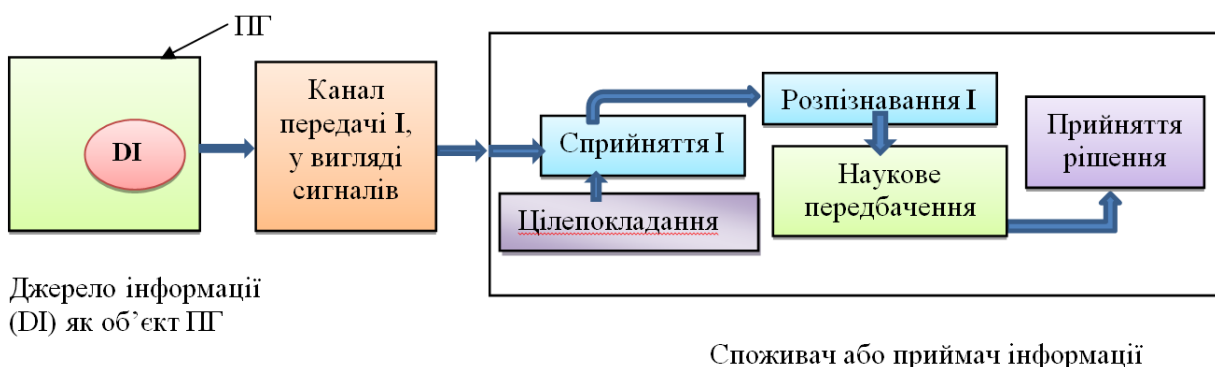 ПГ
DI
Канал
передачі I,
у вигляді
сигналів
Сприйняття I
Цілепокладання
Розпізнавання I
Наукове
передбачення
Прийняття
рішення
Джерело інформації
(DI) як об’єкт ПГ
Споживач або приймач інформації